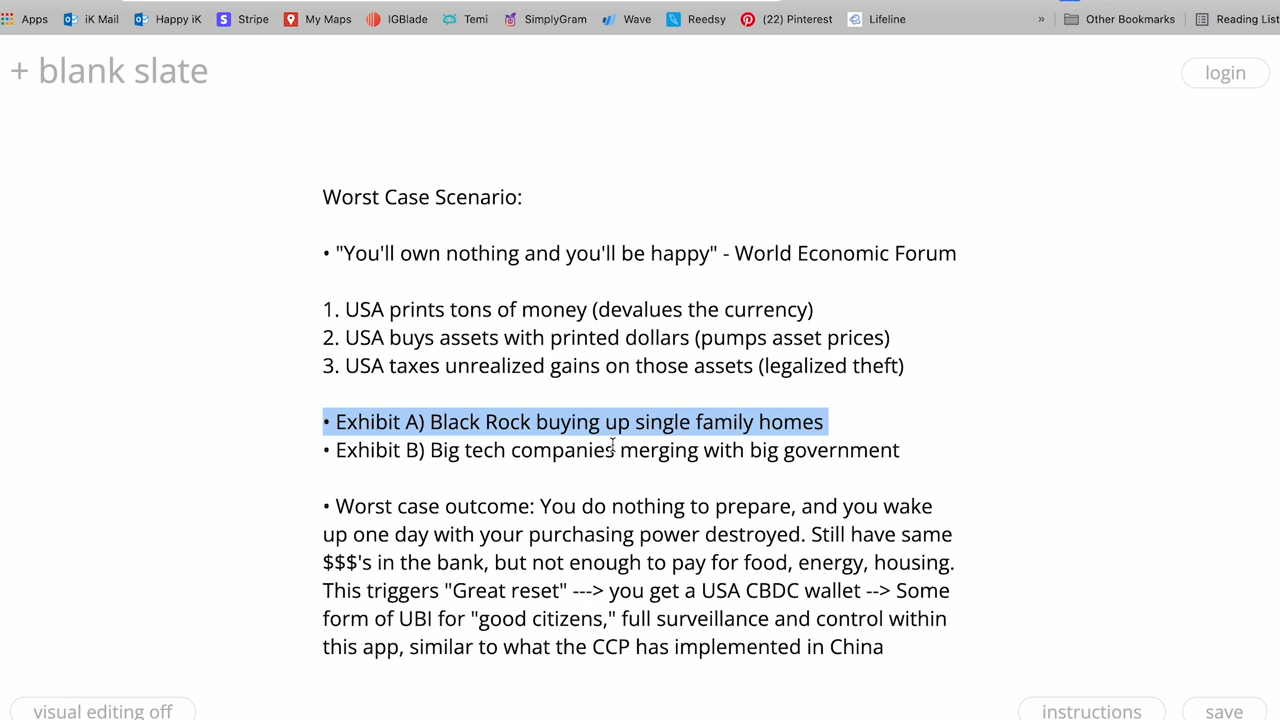 Apps iK Mail Happy iK Stripe My Maps IGBlade Temi SimplyGram Wave Reedsy (22) Pinterest Lifeline » Other Bookmarks Reading List
+ blank slate
login
Worst Case Scenario:
• "You'll own nothing and you'll be happy" - World Economic Forum
1. USA prints tons of money (devalues the currency)
2. USA buys assets with printed dollars (pumps asset prices)
3. USA taxes unrealized gains on those assets (legalized theft)
• Exhibit A) Black Rock buying up single family homes
• Exhibit B) Big tech companies merging with big government
• Worst case outcome: You do nothing to prepare, and you wake
up one day with your purchasing power destroyed. Still have same
$$$'s in the bank, but not enough to pay for food, energy, housing.
This triggers "Great reset" ---> you get a USA CBDC wallet --> Some
form of UBI for "good citizens," full surveillance and control within
this app, similar to what the CCP has implemented in China
visual editing off
instructions
save